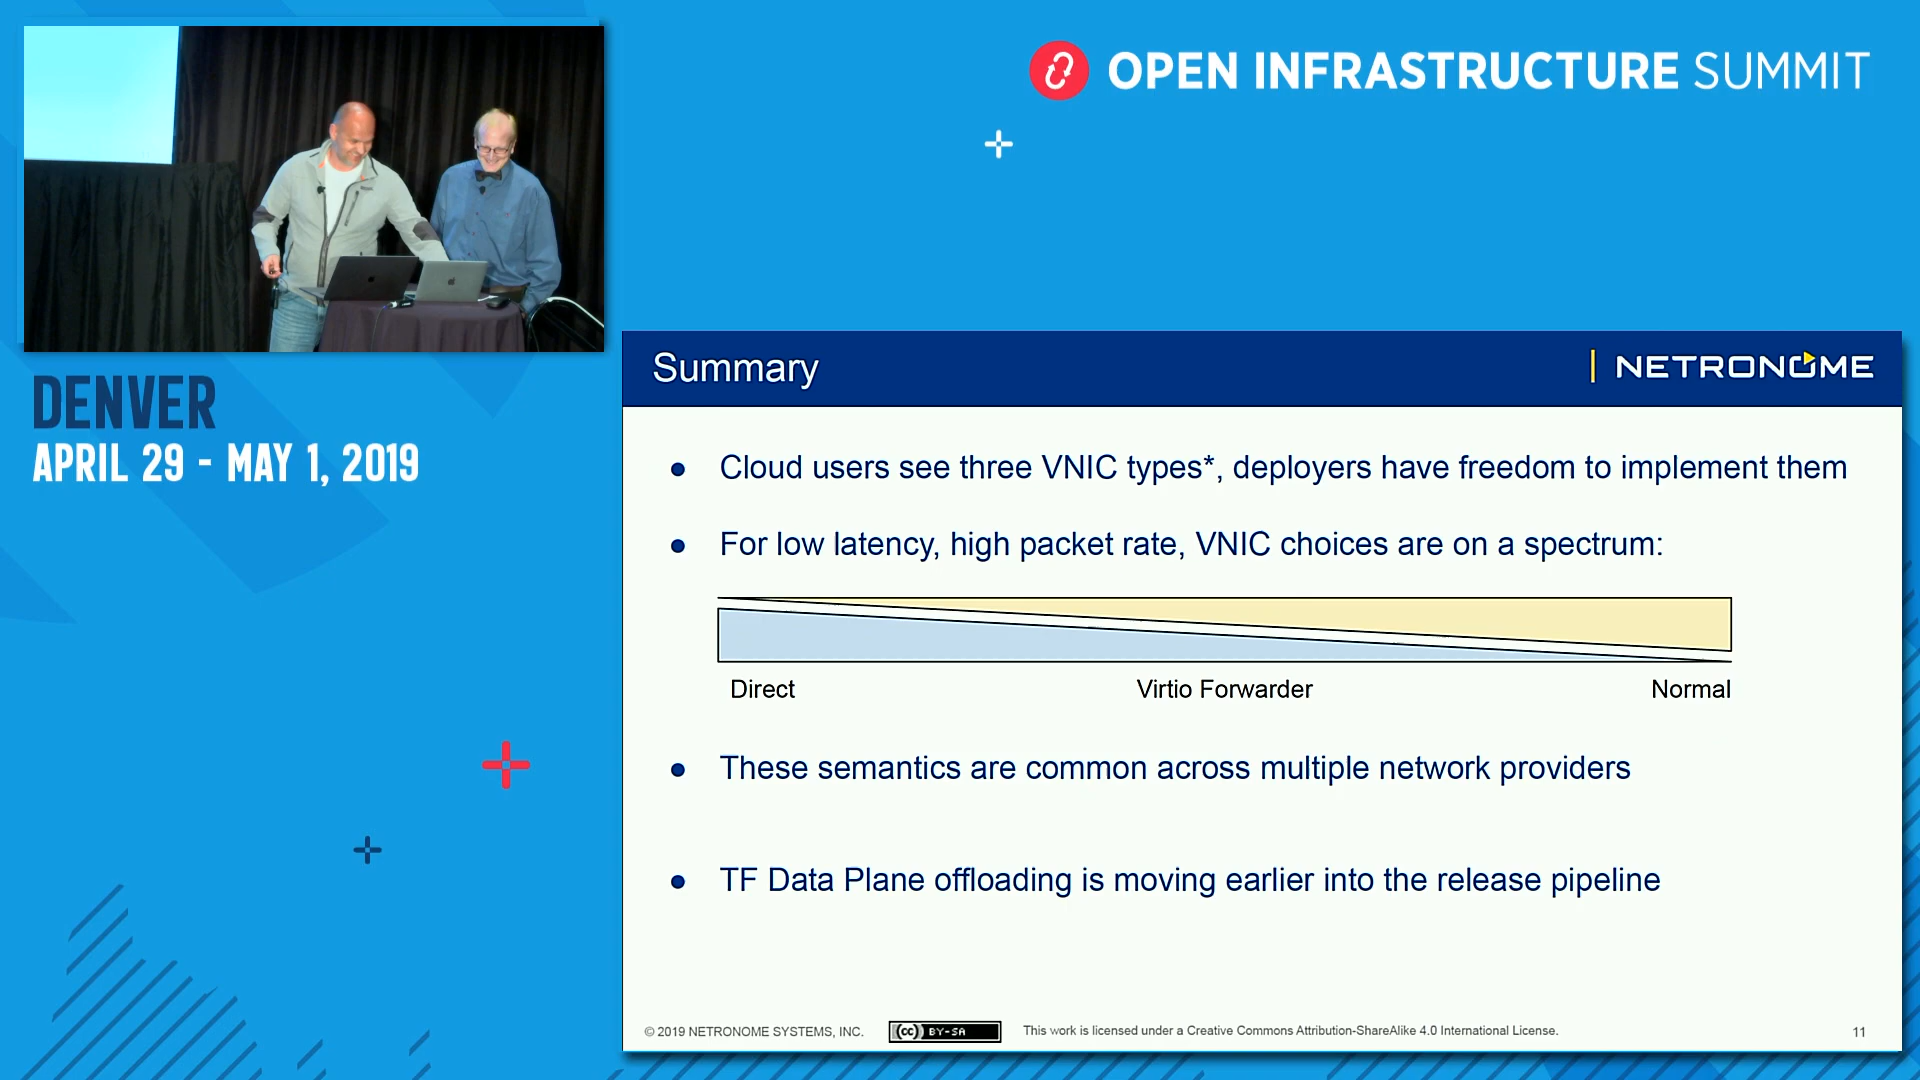 OPEN INFRASTRUCTURE SUMMIT
DENVER
APRIL 29 - MAY 1, 2019
Summary
NETRONOME
Cloud users see three VNIC types*, deployers have freedom to implement them
For low latency, high packet rate, VNIC choices are on a spectrum:
Direct
Virtio Forwarder
Normal
These semantics are common across multiple network providers
TF Data Plane offloading is moving earlier into the release pipeline
© 2019 NETRONOME SYSTEMS, INC.
(cc) BY-SA
This work is licensed under a Creative Commons Attribution-ShareAlike 4.0 International License.
11